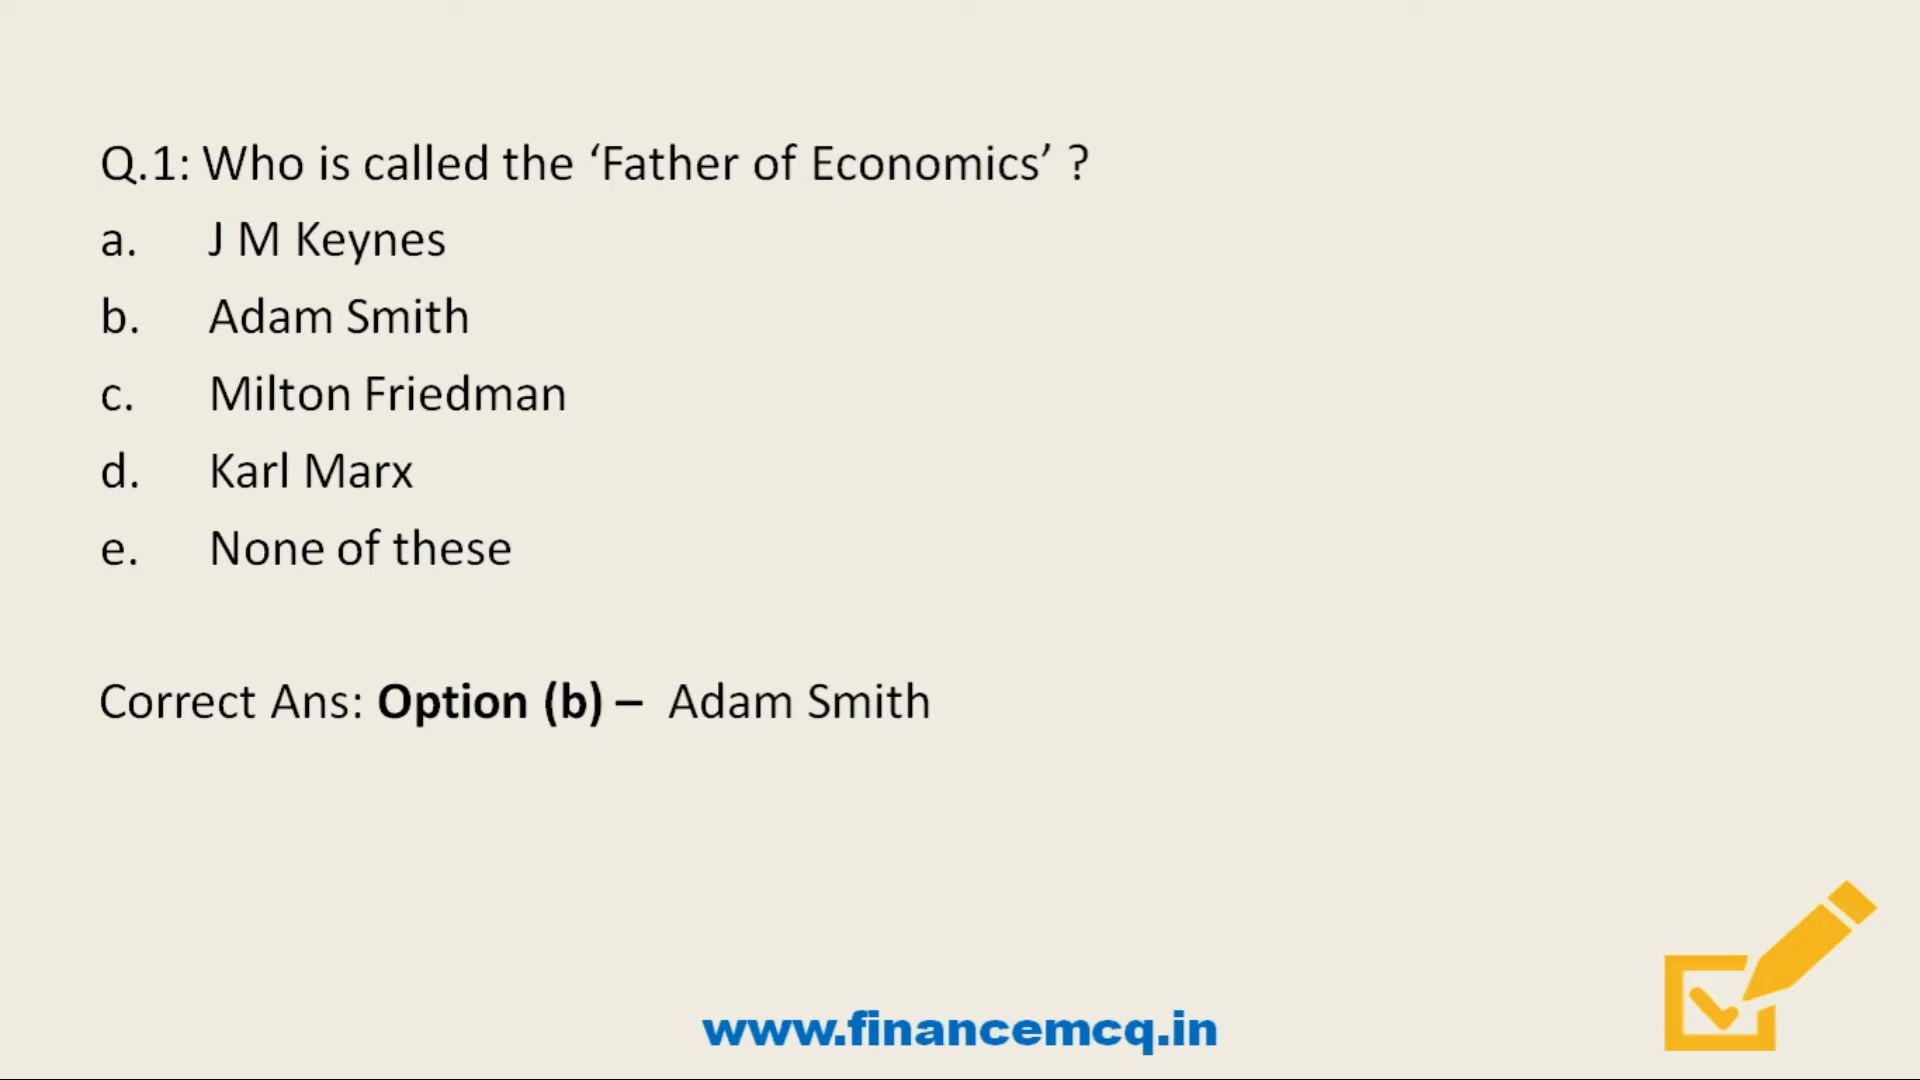 Q.1: Who is called the ‘Father of Economics’ ?
a. J M Keynes
b. Adam Smith
c. Milton Friedman
d. Karl Marx
e. None of these
Correct Ans: Option (b) – Adam Smith
www.financemcq.in